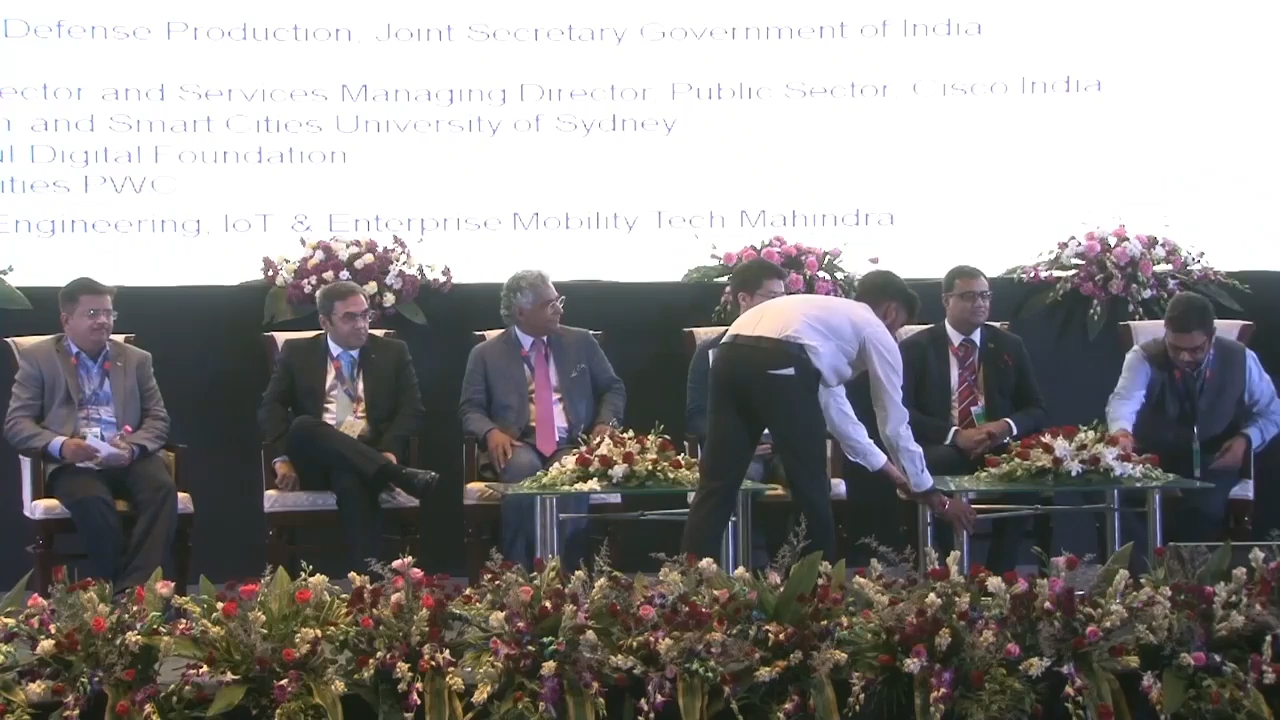 Defense Production, Joint Secretary Government of India
ector and Services Managing Director, Public Sector, Cisco India
n and Smart Cities University of Sydney
ul Digital Foundation
ities PWC
Engineering, IoT & Enterprise Mobility Tech Mahindra